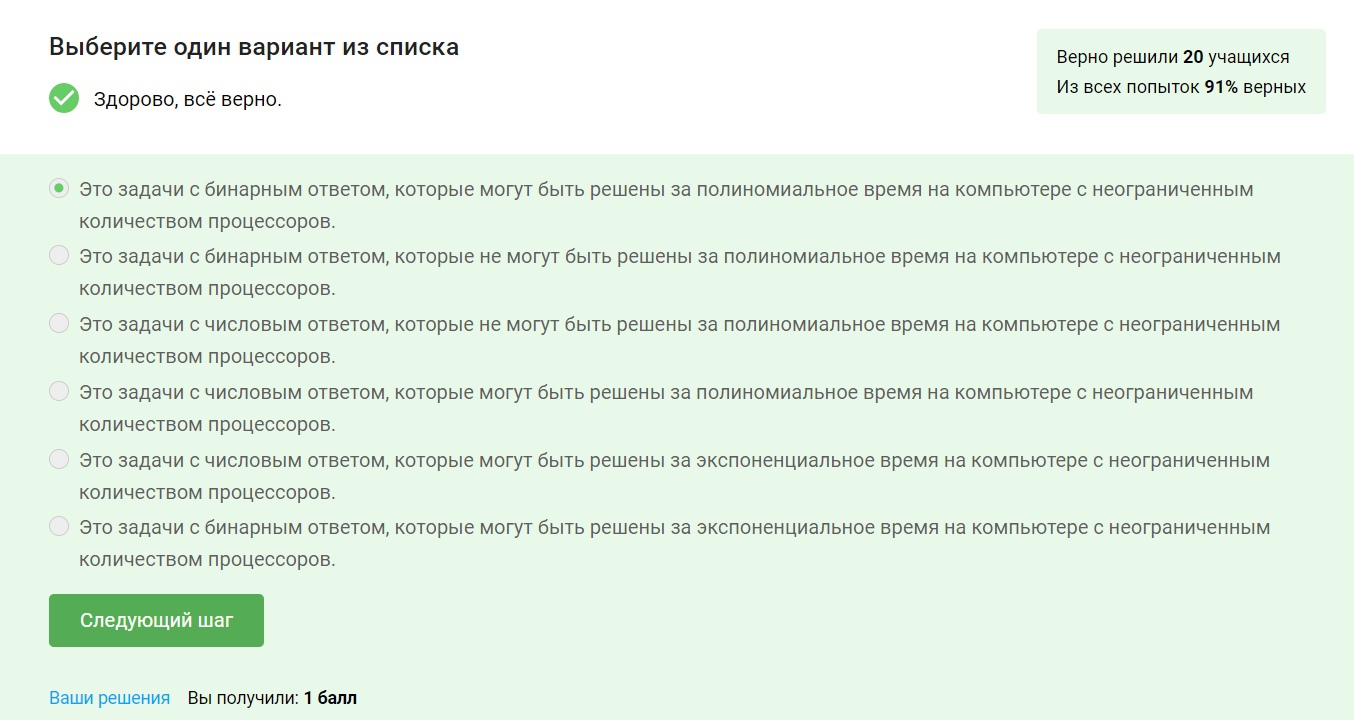 Выберите один вариант из списка
Верно решили 20 учащихся
Из всех попыток 91% верных
Здорово, всё верно.
Это задачи с бинарным ответом, которые могут быть решены за полиномиальное время на компьютере с неограниченным
количеством процессоров.
Это задачи с бинарным ответом, которые не могут быть решены за полиномиальное время на компьютере с неограниченным
количеством процессоров.
Это задачи с числовым ответом, которые не могут быть решены за полиномиальное время на компьютере с неограниченным
количеством процессоров.
Это задачи с числовым ответом, которые могут быть решены за полиномиальное время на компьютере с неограниченным
количеством процессоров.
Это задачи с числовым ответом, которые могут быть решены за экспоненциальное время на компьютере с неограниченным
количеством процессоров.
Это задачи с бинарным ответом, которые могут быть решены за экспоненциальное время на компьютере с неограниченным
количеством процессоров.
Следующий шаг
Ваши решения Вы получили: 1 балл